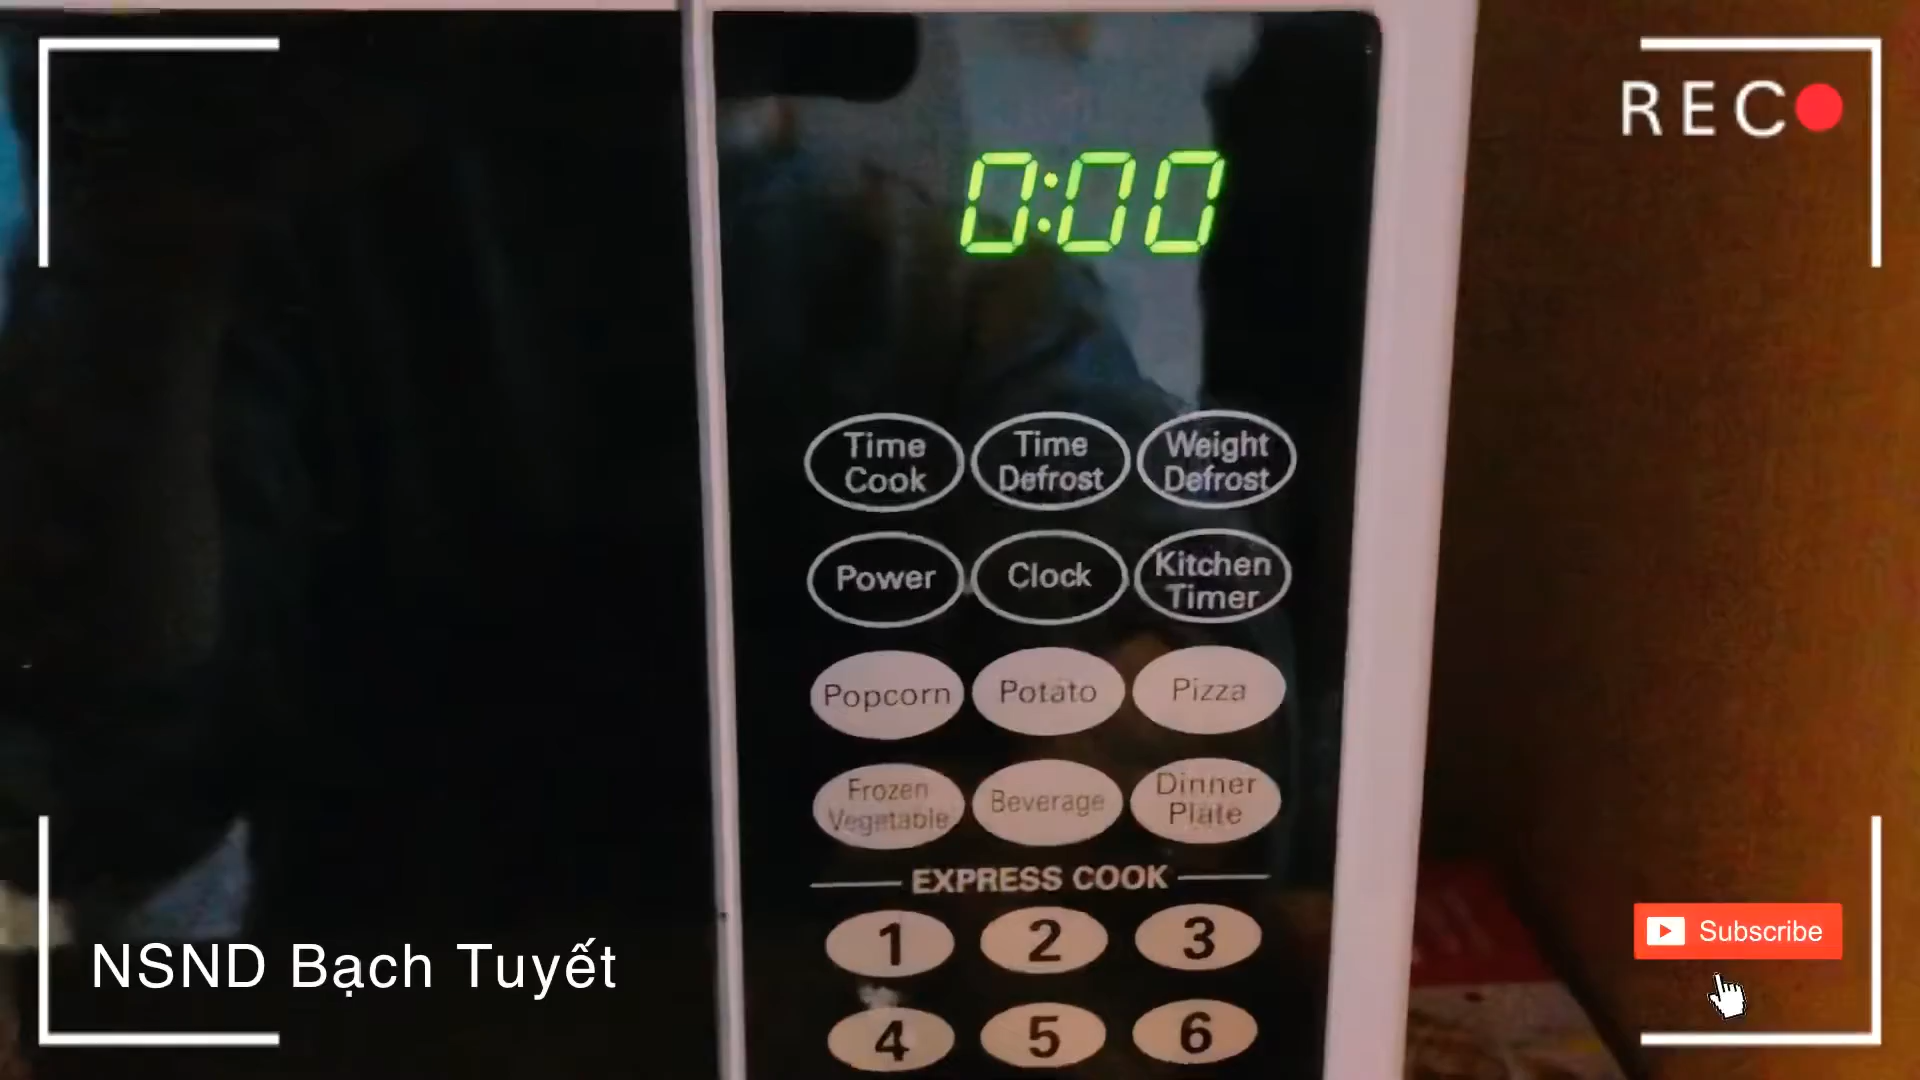 REC
0:00
Time Cook
Time Defrost
Weight Defrost
Power
Clock
Kitchen Timer
Popcorn
Potato
Pizza
Frozen Vegetable
Beverage
Dinner Plate
EXPRESS COOK
1 2 3
4 5 6
NSND Bạch Tuyết
Subscribe